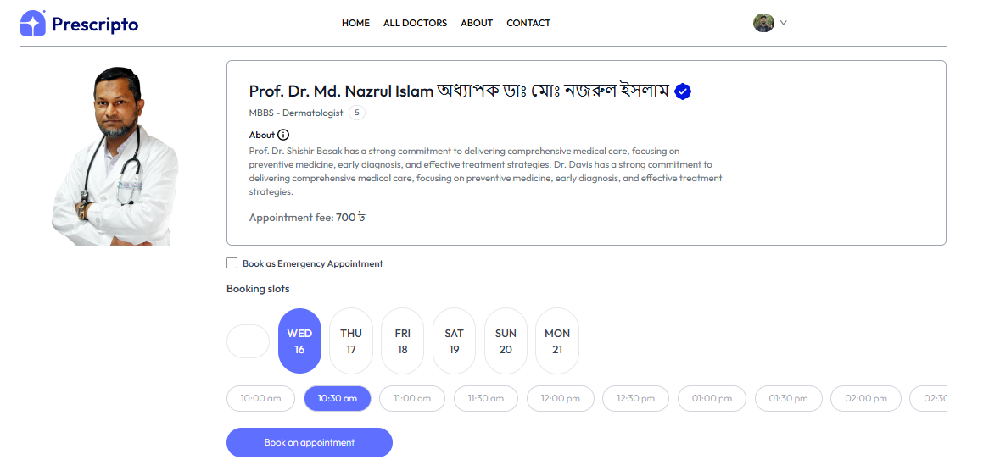 Prescripto
HOME ALL DOCTORS ABOUT CONTACT
Prof. Dr. Md. Nazrul Islam অধ্যাপক ডাঃ মোঃ নজরুল ইসলাম
MBBS - Dermatologist 5
About
Prof. Dr. Shishir Basak has a strong commitment to delivering comprehensive medical care, focusing on
preventive medicine, early diagnosis, and effective treatment strategies. Dr. Davis has a strong commitment to
delivering comprehensive medical care, focusing on preventive medicine, early diagnosis, and effective treatment
strategies.
Appointment fee: 700 ৳
Book as Emergency Appointment
Booking slots
WED THU FRI SAT SUN MON
16 17 18 19 20 21
10:00 am 10:30 am 11:00 am 11:30 am 12:00 pm 12:30 pm 01:00 pm 01:30 pm 02:00 pm 02:30
Book on appointment